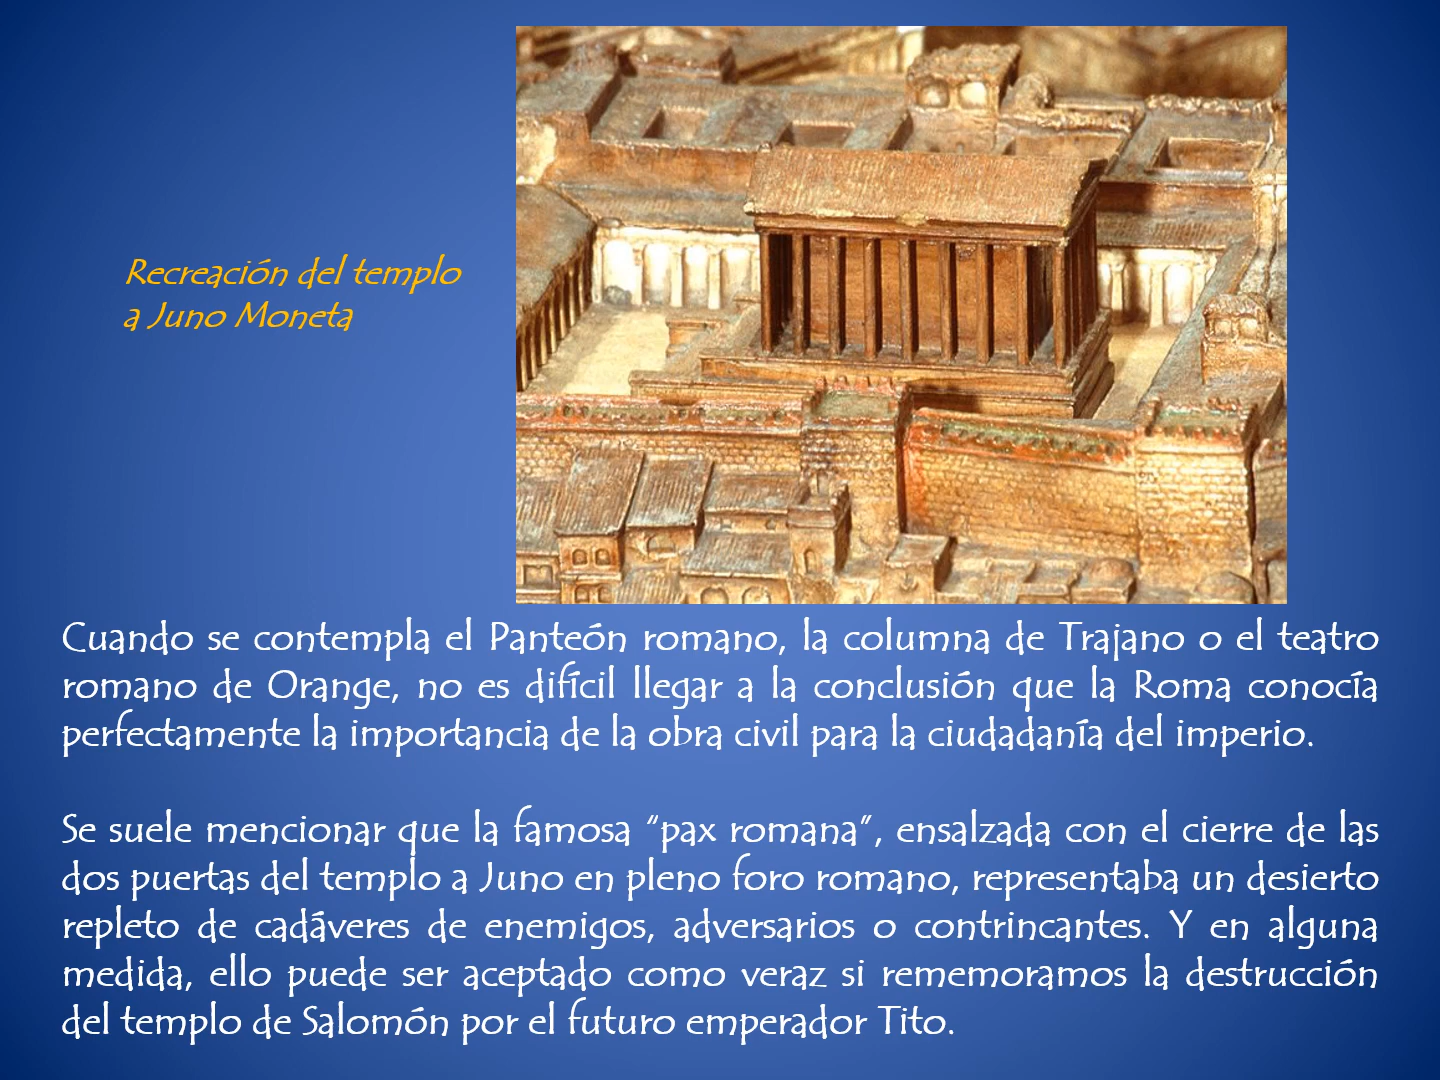 Recreación del templo
a Juno Moneta
Cuando se contempla el Panteón romano, la columna de Trajano o el teatro
romano de Orange, no es difícil llegar a la conclusión que la Roma conocía
perfectamente la importancia de la obra civil para la ciudadanía del imperio.
Se suele mencionar que la famosa “pax romana”, ensalzada con el cierre de las
dos puertas del templo a Juno en pleno foro romano, representaba un desierto
repleto de cadáveres de enemigos, adversarios o contrincantes. Y en alguna
medida, ello puede ser aceptado como veraz si rememoramos la destrucción
del templo de Salomón por el futuro emperador Tito.